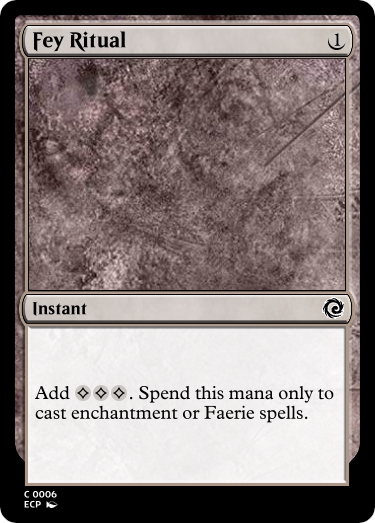 Fey Ritual 1
Instant
Add ◇◇◇. Spend this mana only to
cast enchantment or Faerie spells.
C 0006
ECP